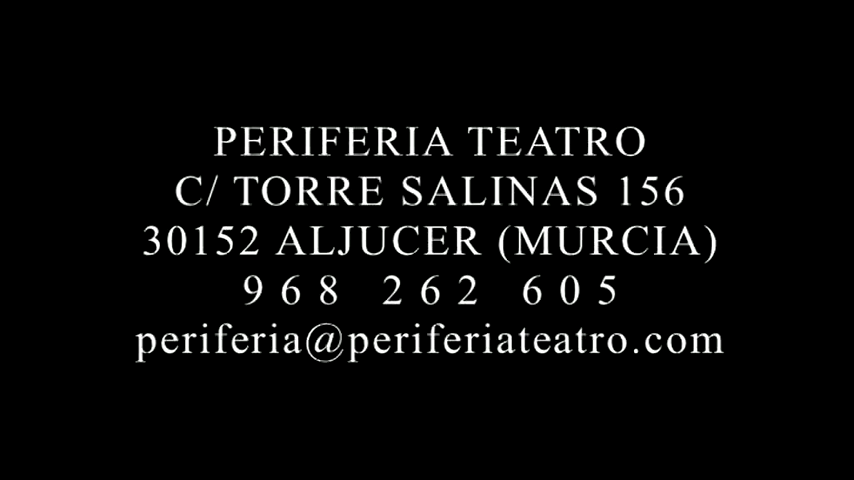 PERIFERIA TEATRO
C/ TORRE SALINAS 156
30152 ALJUCER (MURCIA)
968 262 605
periferia@periferiateatro.com